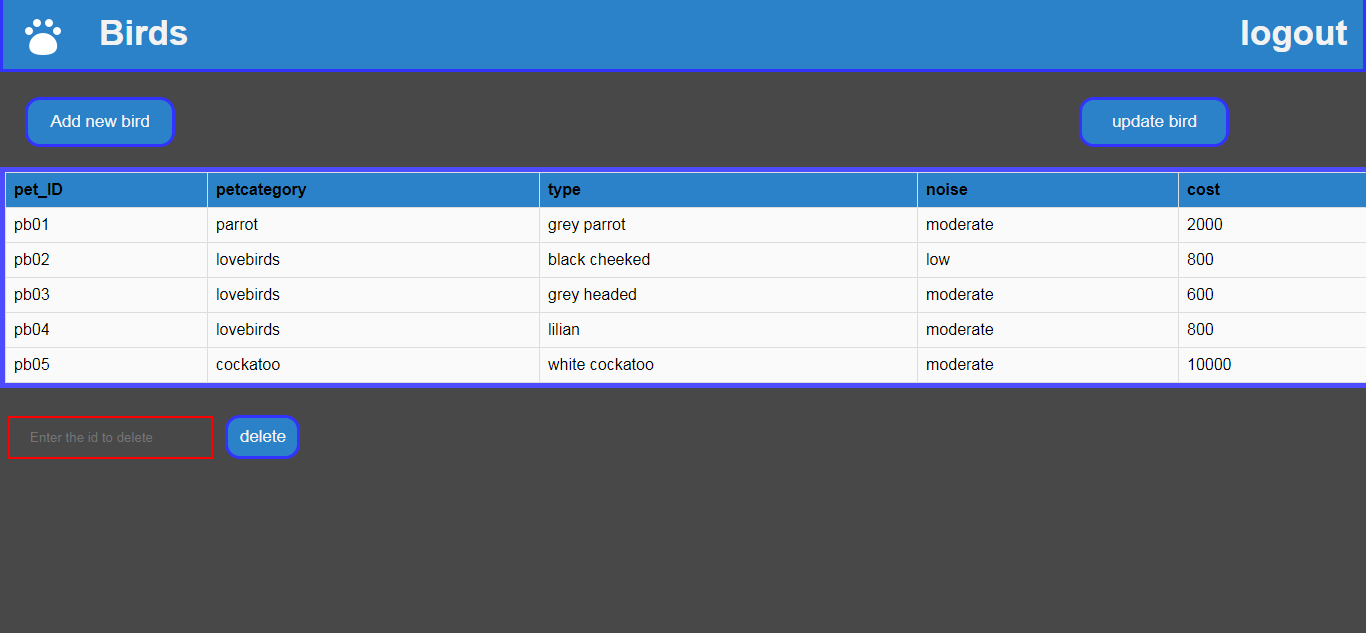 Birds logout
Add new bird update bird
pet_ID petcategory type noise cost
pb01 parrot grey parrot moderate 2000
pb02 lovebirds black cheeked low 800
pb03 lovebirds grey headed moderate 600
pb04 lovebirds lilian moderate 800
pb05 cockatoo white cockatoo moderate 10000
Enter the id to delete delete